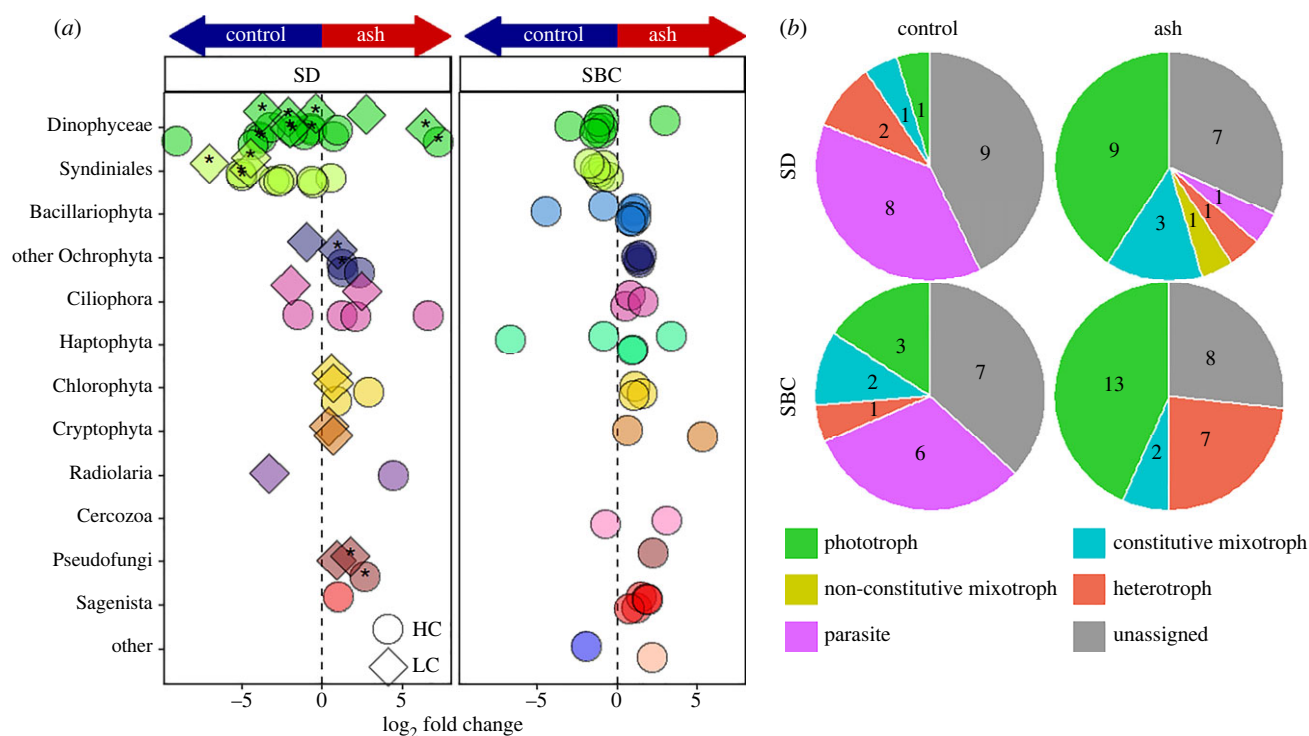 (a)
control
ash
control
ash
SD
SBC
Dinophyceae
Syndiniales
Bacillariophyta
other Ochrophyta
Ciliophora
Haptophyta
Chlorophyta
Cryptophyta
Radiolaria
Cercozoa
Pseudofungi
Sagenista
other
* * * * * * * *
* * * *
* *
* *
HC
LC
–5 0 5
–5 0 5
log2 fold change
(b)
control
ash
SD
9
8
2
1
1
7
1
1
1
3
9
SBC
7
6
1
2
3
8
7
2
13
phototroph
constitutive mixotroph
non-constitutive mixotroph
heterotroph
parasite
unassigned